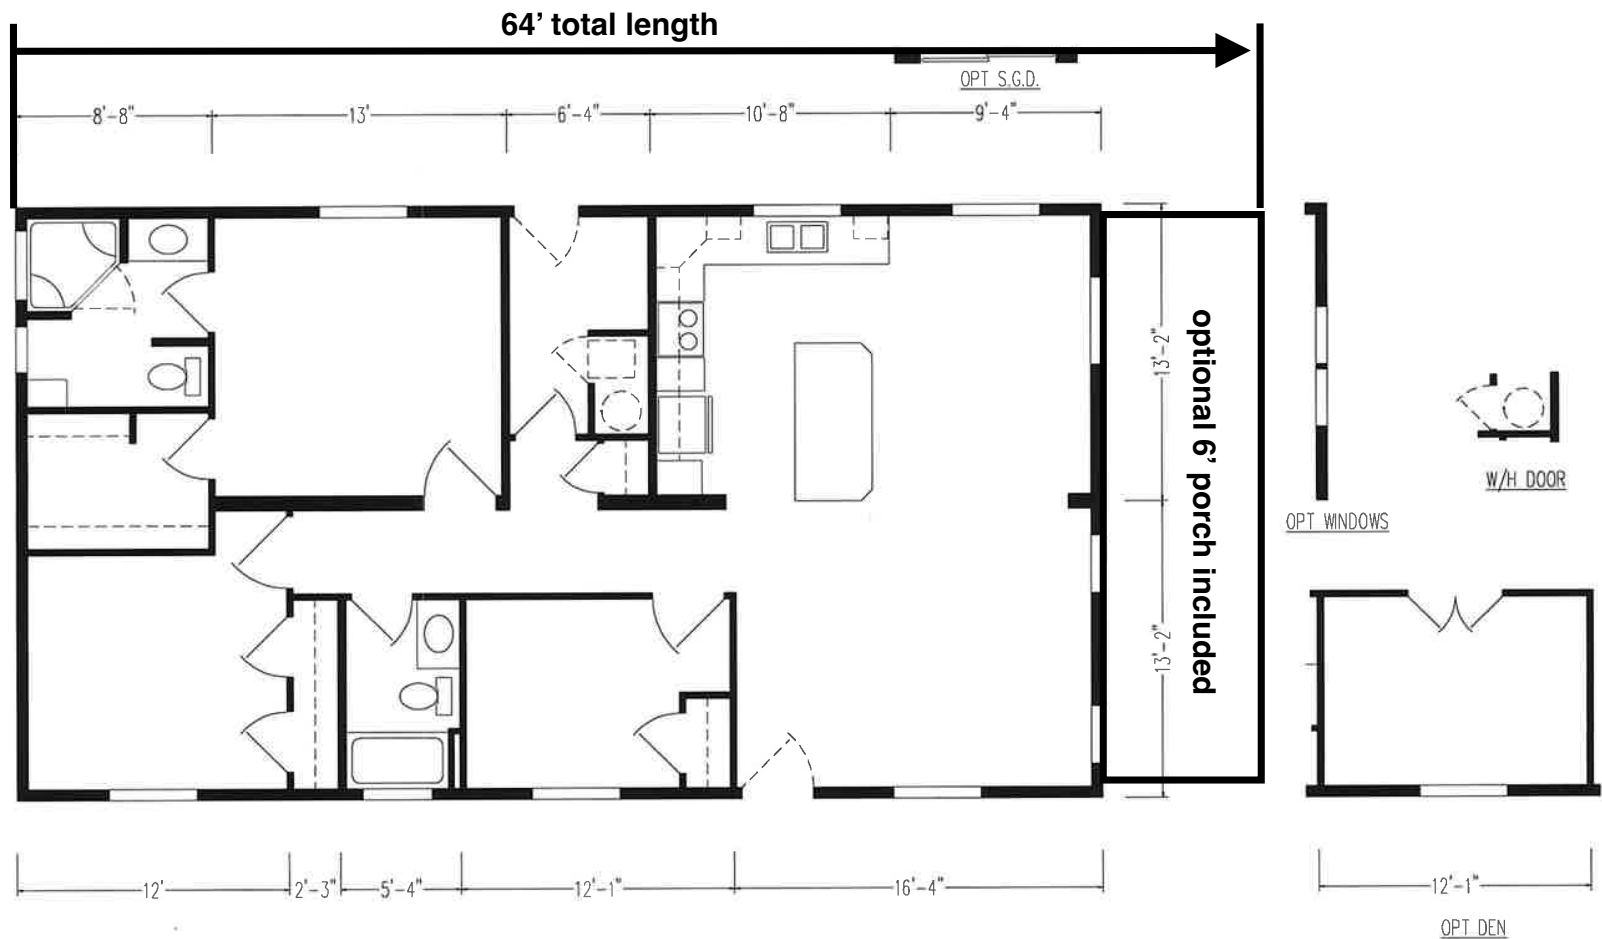 64’ total length
OPT S.G.D.
8'-8"
13'
6'-4"
10'-8"
9'-4"
13'-2"
optional 6’ porch included
13'-2"
W/H DOOR
OPT WINDOWS
12'
2'-3"
5'-4"
12'-1"
16'-4"
12'-1"
OPT DEN